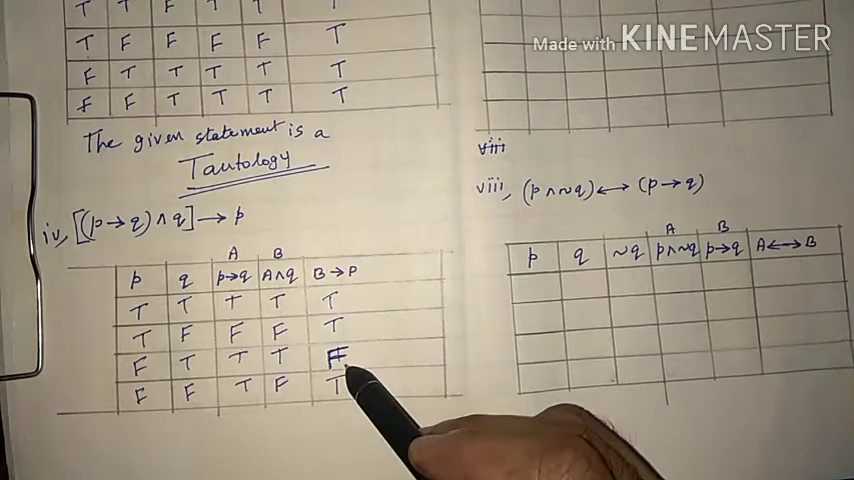 Made with KINEMASTER
T T F T T T
T F F F F T
F T T T T T
F F T T T T
The given statement is a
Tautology
iv, [(p→q)∧q]→p
A B
p q p→q A∧q B→P
T T T T T
T F F F T
F T T T F
F F T F T
viii
viii, (p∧~q)↔(p→q)
A B
p q ~q p∧~q p→q A↔B